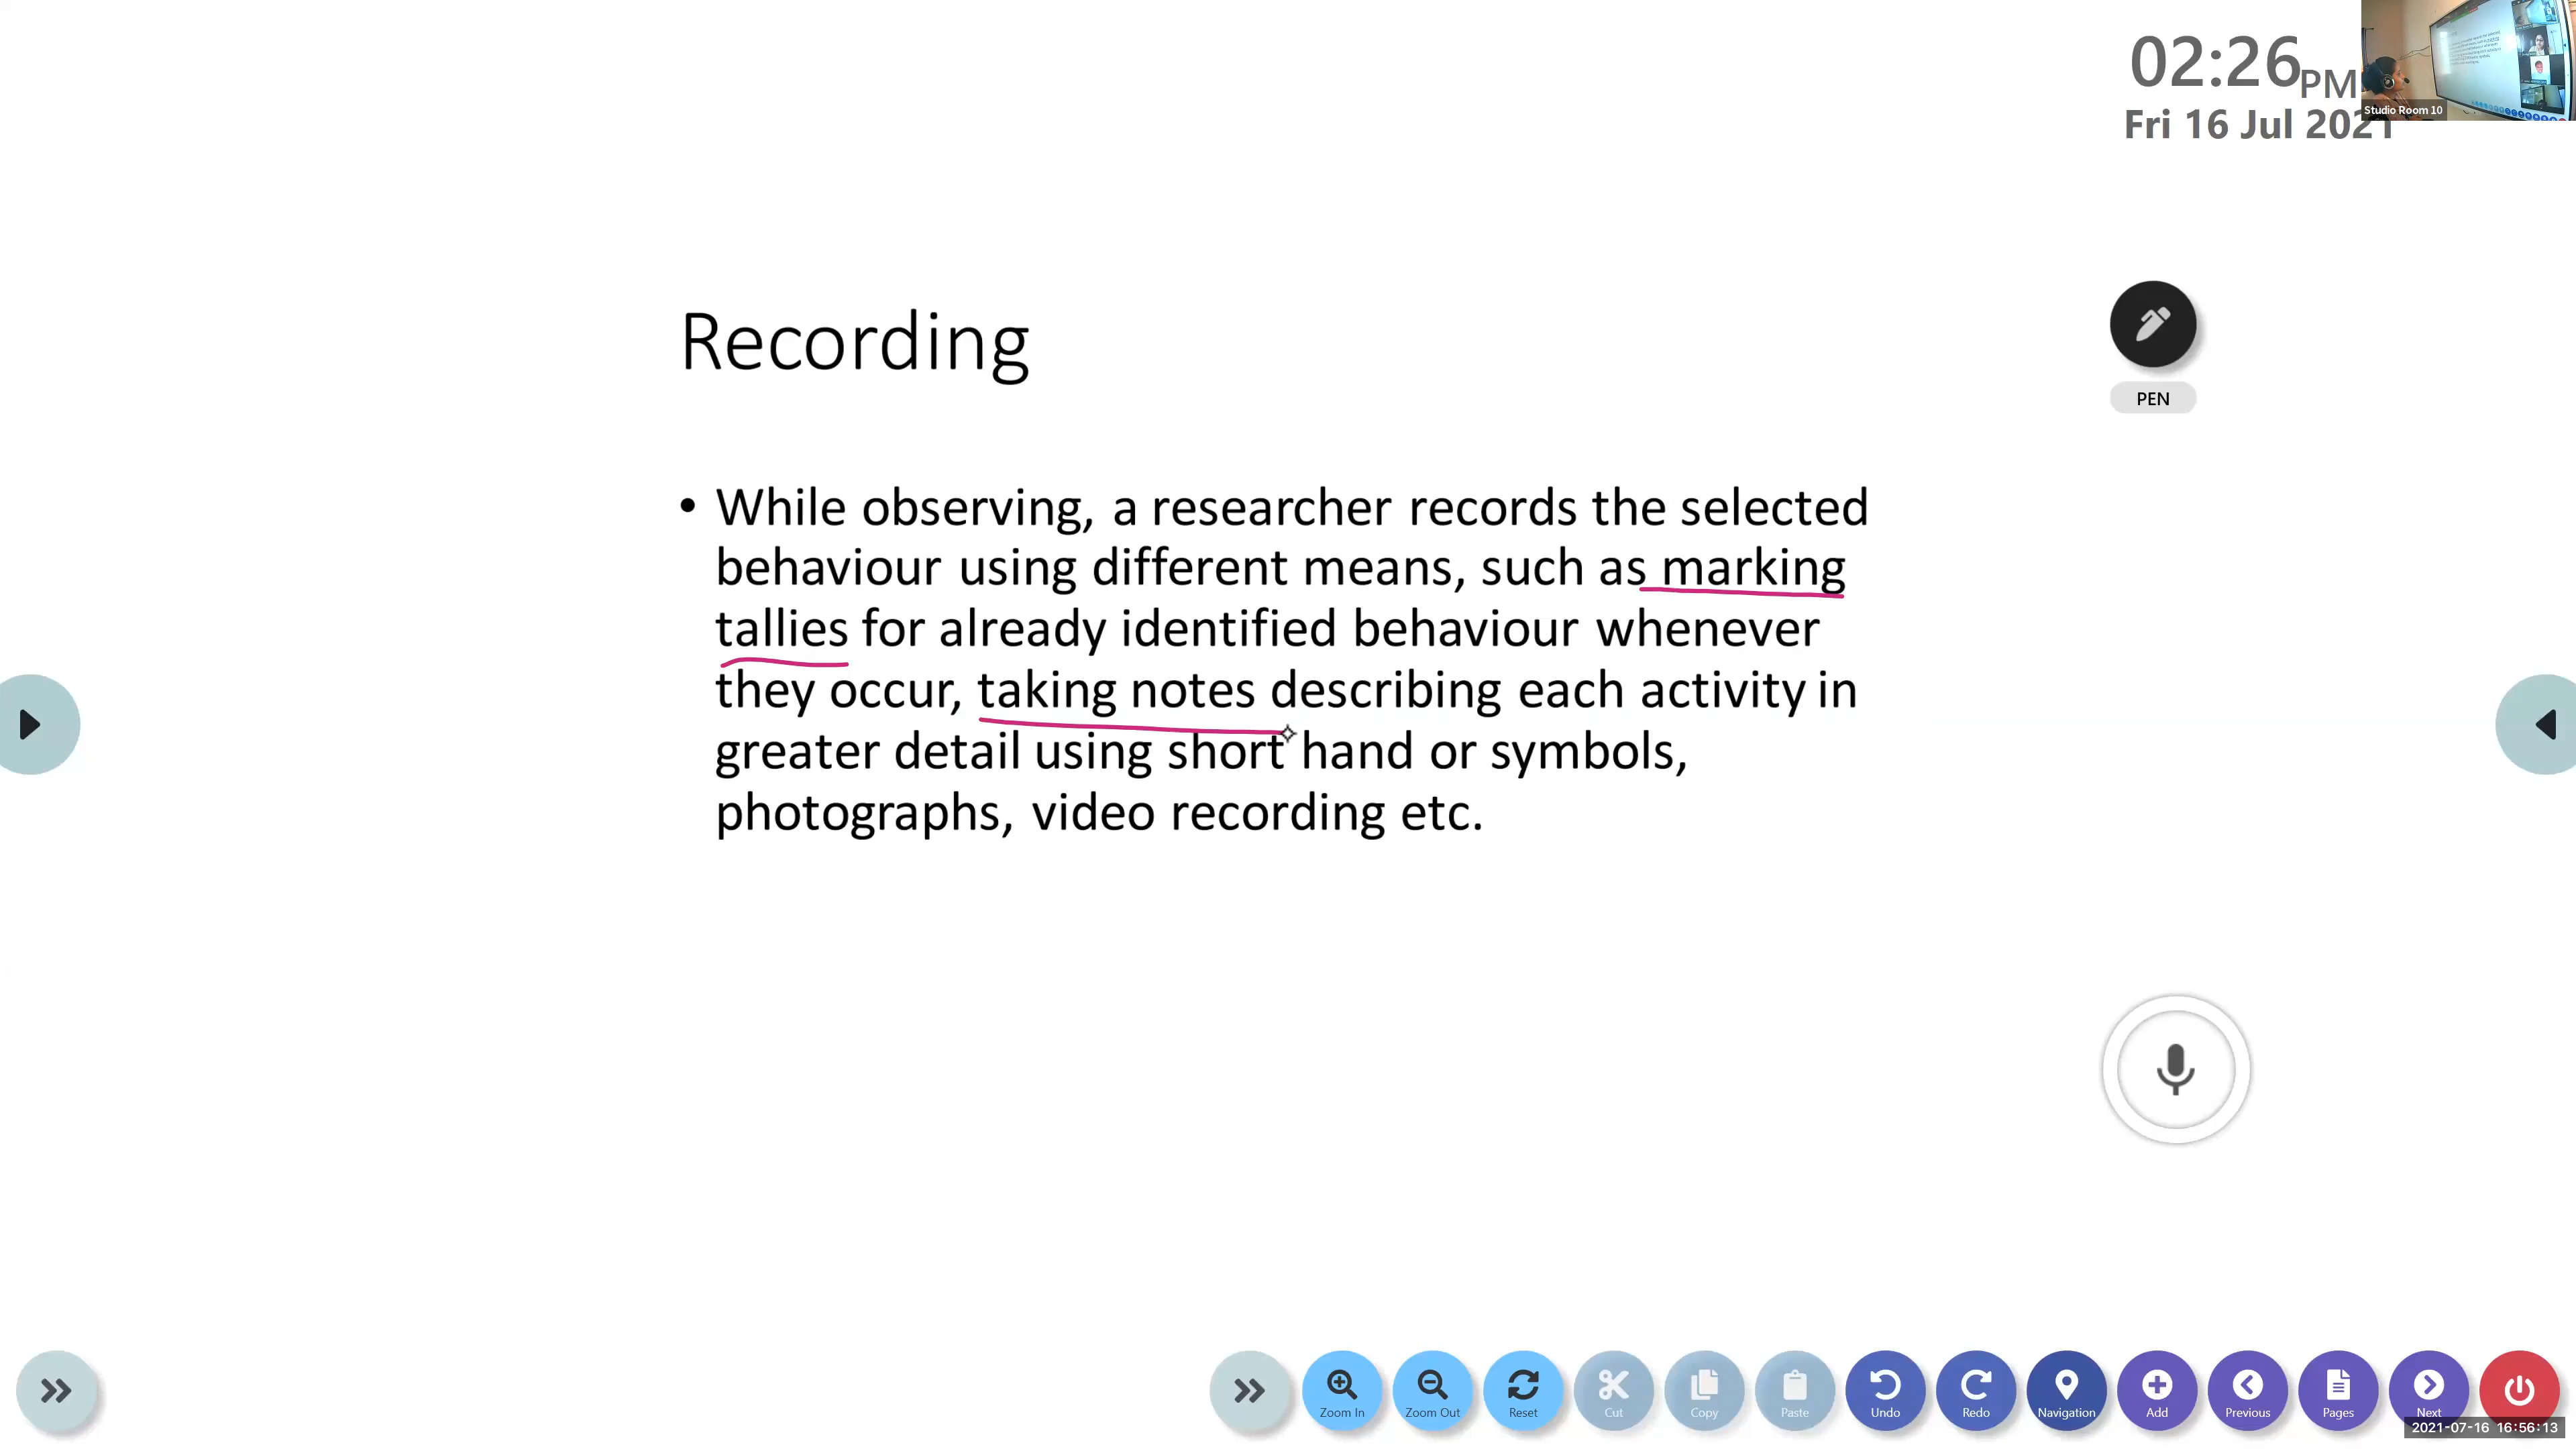 02:26 PM
Studio Room 10
Fri 16 Jul 2021
Recording
PEN
• While observing, a researcher records the selected
behaviour using different means, such as marking
tallies for already identified behaviour whenever
they occur, taking notes describing each activity in
greater detail using short hand or symbols,
photographs, video recording etc.
Zoom In
Zoom Out
Reset
Cut
Copy
Paste
Undo
Redo
Navigation
Add
Previous
Pages
Next
2021-07-16 16:56:13